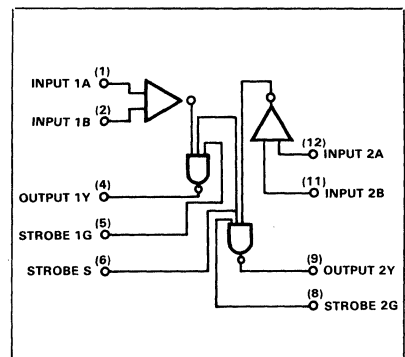 INPUT 1A (1)
INPUT 1B (2)
(12) INPUT 2A
(11) INPUT 2B
OUTPUT 1Y (4)
STROBE 1G (5)
STROBE S (6)
(9) OUTPUT 2Y
(8) STROBE 2G